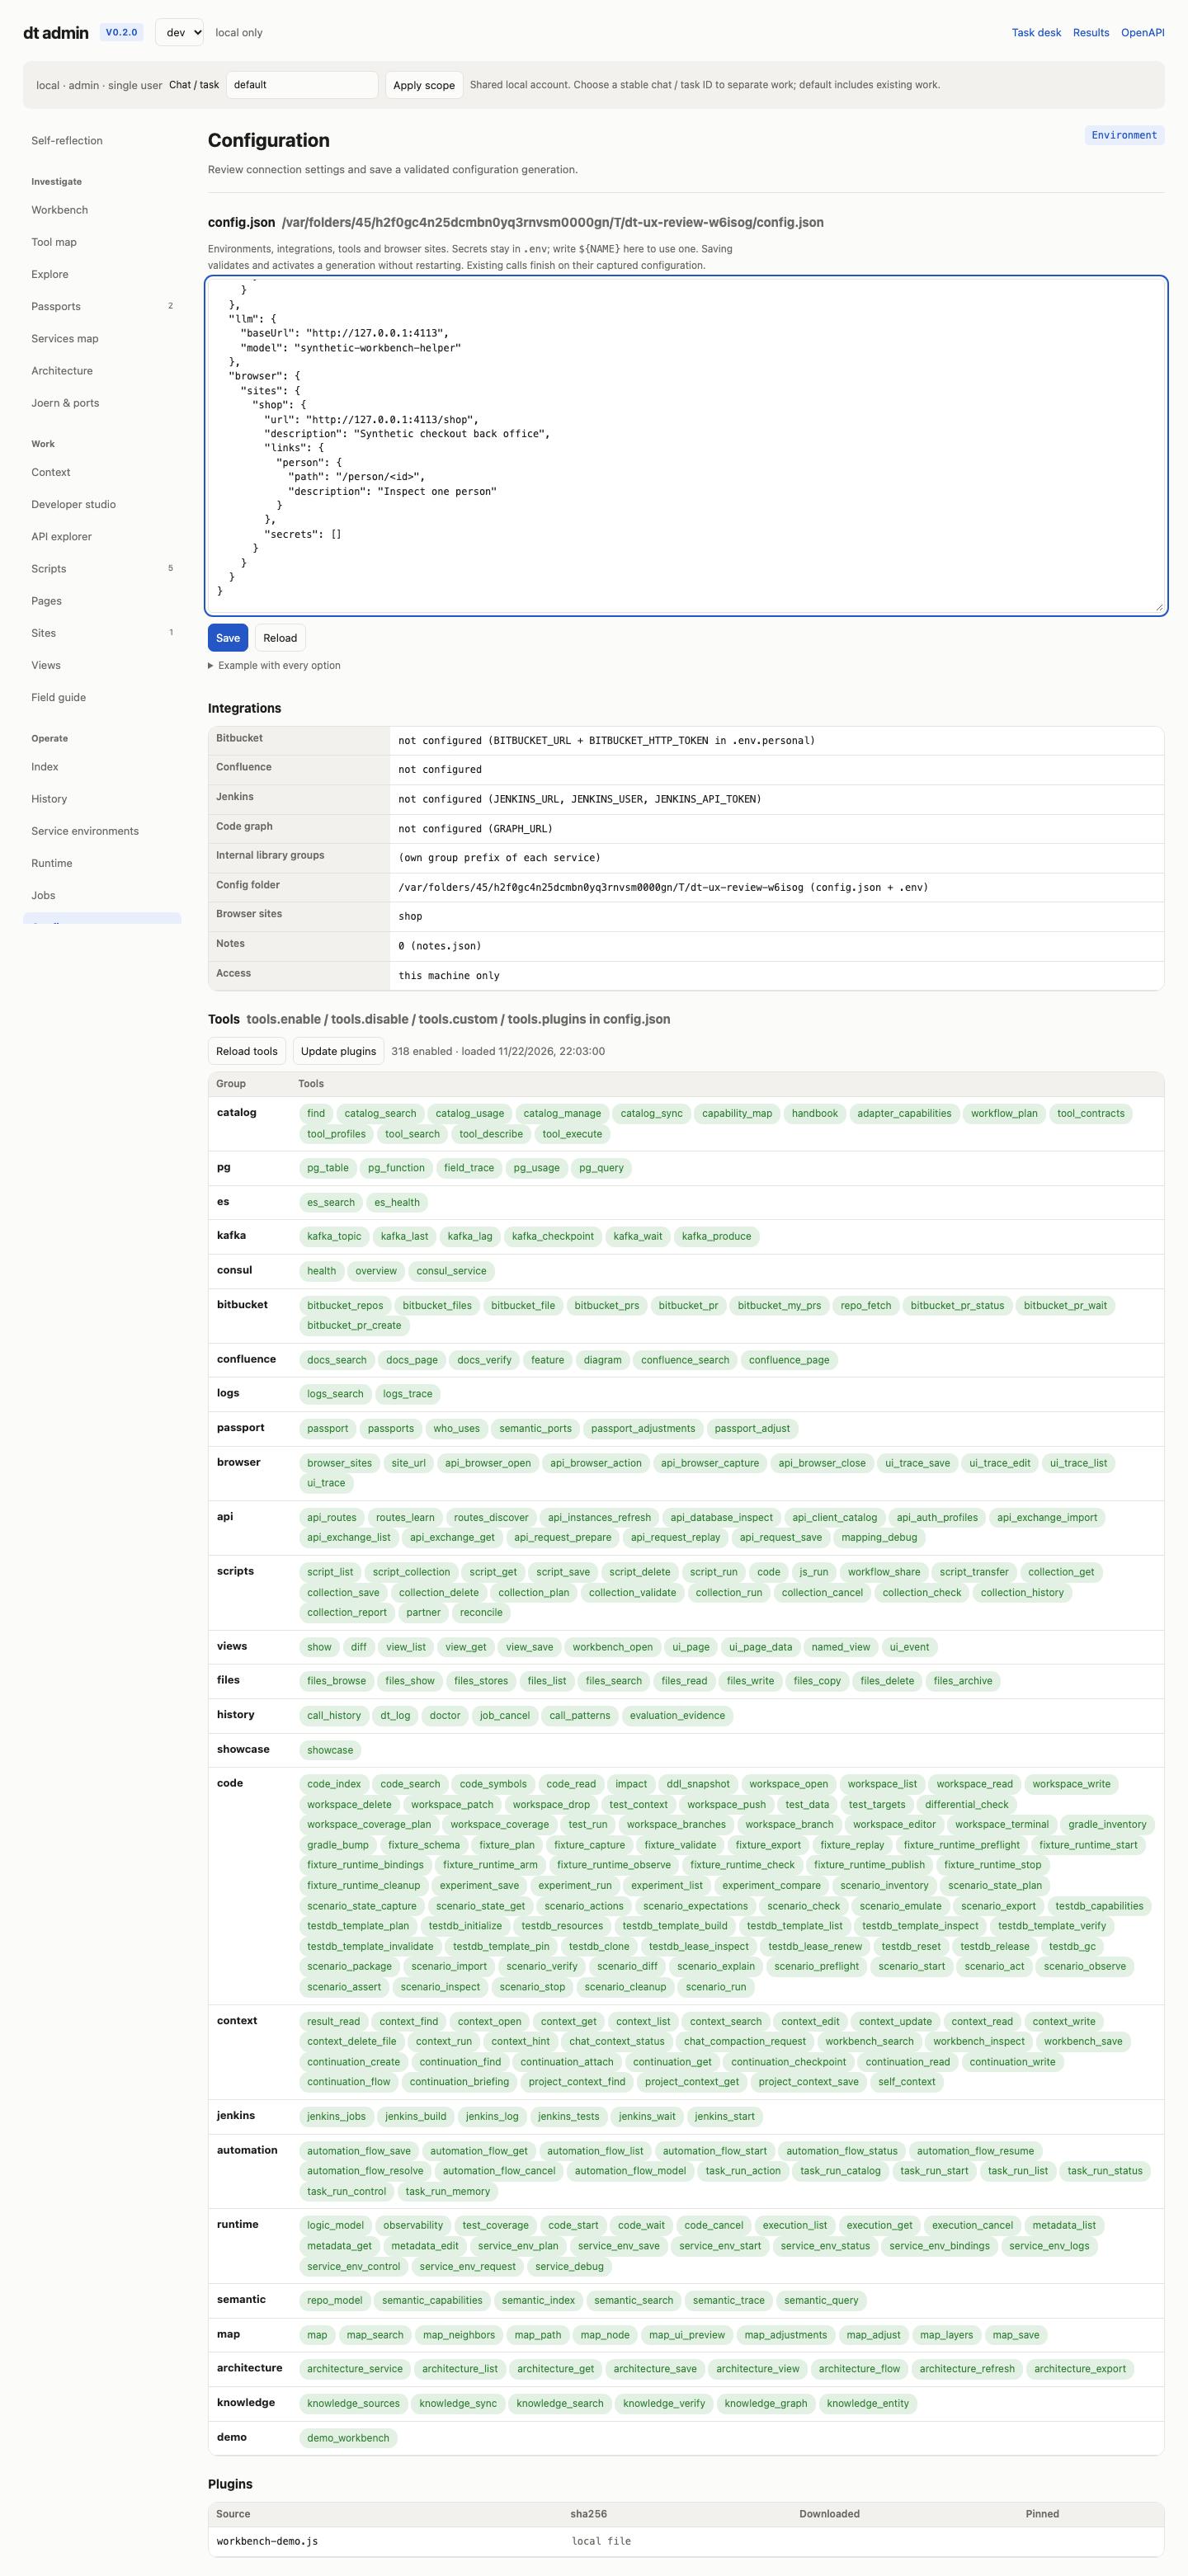 dt admin V0.2.0 dev local only Task desk Results OpenAPI
local · admin · single user Chat / task default Apply scope Shared local account. Choose a stable chat / task ID to separate work; default includes existing work.
Self-reflection
Investigate
Workbench
Tool map
Explore
Passports 2
Services map
Architecture
Joern & ports
Work
Context
Developer studio
API explorer
Scripts 5
Pages
Sites 1
Views
Field guide
Operate
Index
History
Service environments
Runtime
Jobs
Configuration Environment
Review connection settings and save a validated configuration generation.
config.json /var/folders/45/h2f0gc4n25dcmbn0yq3rnvsm0000gn/T/dt-ux-review-w6isog/config.json
Environments, integrations, tools and browser sites. Secrets stay in .env; write ${NAME} here to use one. Saving
validates and activates a generation without restarting. Existing calls finish on their captured configuration.
}
},
"llm": {
"baseUrl": "http://127.0.0.1:4113",
"model": "synthetic-workbench-helper"
},
"browser": {
"sites": {
"shop": {
"url": "http://127.0.0.1:4113/shop",
"description": "Synthetic checkout back office",
"links": {
"person": {
"path": "/person/<id>",
"description": "Inspect one person"
}
},
"secrets": []
}
}
}
}
Save Reload
Example with every option
Integrations
Bitbucket not configured (BITBUCKET_URL + BITBUCKET_HTTP_TOKEN in .env.personal)
Confluence not configured
Jenkins not configured (JENKINS_URL, JENKINS_USER, JENKINS_API_TOKEN)
Code graph not configured (GRAPH_URL)
Internal library groups (own group prefix of each service)
Config folder /var/folders/45/h2f0gc4n25dcmbn0yq3rnvsm0000gn/T/dt-ux-review-w6isog (config.json + .env)
Browser sites shop
Notes 0 (notes.json)
Access this machine only
Tools tools.enable / tools.disable / tools.custom / tools.plugins in config.json
Reload tools Update plugins 318 enabled · loaded 11/22/2026, 22:03:00
Group Tools
catalog find catalog_search catalog_usage catalog_manage catalog_sync capability_map handbook adapter_capabilities workflow_plan tool_contracts
tool_profiles tool_search tool_describe tool_execute
pg pg_table pg_function field_trace pg_usage pg_query
es es_search es_health
kafka kafka_topic kafka_last kafka_lag kafka_checkpoint kafka_wait kafka_produce
consul health overview consul_service
bitbucket bitbucket_repos bitbucket_files bitbucket_file bitbucket_prs bitbucket_pr bitbucket_my_prs repo_fetch bitbucket_pr_status bitbucket_pr_wait
bitbucket_pr_create
confluence docs_search docs_page docs_verify feature diagram confluence_search confluence_page
logs logs_search logs_trace
passport passport passports who_uses semantic_ports passport_adjustments passport_adjust
browser browser_sites site_url api_browser_open api_browser_action api_browser_capture api_browser_close ui_trace_save ui_trace_edit ui_trace_list
ui_trace
api api_routes routes_learn routes_discover api_instances_refresh api_database_inspect api_client_catalog api_auth_profiles api_exchange_import
api_exchange_list api_exchange_get api_request_prepare api_request_replay api_request_save mapping_debug
scripts script_list script_collection script_get script_save script_delete script_run code js_run workflow_share script_transfer collection_get
collection_save collection_delete collection_plan collection_validate collection_run collection_cancel collection_check collection_history
collection_report partner reconcile
views show diff view_list view_get view_save workbench_open ui_page ui_page_data named_view ui_event
files files_browse files_show files_stores files_list files_search files_read files_write files_copy files_delete files_archive
history call_history dt_log doctor job_cancel call_patterns evaluation_evidence
showcase showcase
code code_index code_search code_symbols code_read impact ddl_snapshot workspace_open workspace_list workspace_read workspace_write
workspace_delete workspace_patch workspace_drop test_context workspace_push test_data test_targets differential_check
workspace_coverage_plan workspace_coverage test_run workspace_branches workspace_branch workspace_editor workspace_terminal gradle_inventory
gradle_bump fixture_schema fixture_plan fixture_capture fixture_validate fixture_export fixture_replay fixture_runtime_preflight fixture_runtime_start
fixture_runtime_bindings fixture_runtime_arm fixture_runtime_observe fixture_runtime_check fixture_runtime_publish fixture_runtime_stop
fixture_runtime_cleanup experiment_save experiment_run experiment_list experiment_compare scenario_inventory scenario_state_plan
scenario_state_capture scenario_state_get scenario_actions scenario_expectations scenario_check scenario_emulate scenario_export testdb_capabilities
testdb_template_plan testdb_initialize testdb_resources testdb_template_build testdb_template_list testdb_template_inspect testdb_template_verify
testdb_template_invalidate testdb_template_pin testdb_clone testdb_lease_inspect testdb_lease_renew testdb_reset testdb_release testdb_gc
scenario_package scenario_import scenario_verify scenario_diff scenario_explain scenario_preflight scenario_start scenario_act scenario_observe
scenario_assert scenario_inspect scenario_stop scenario_cleanup scenario_run
context result_read context_find context_open context_get context_list context_search context_edit context_update context_read context_write
context_delete_file context_run context_hint chat_context_status chat_compaction_request workbench_search workbench_inspect workbench_save
continuation_create continuation_find continuation_attach continuation_get continuation_checkpoint continuation_read continuation_write
continuation_flow continuation_briefing project_context_find project_context_get project_context_save self_context
jenkins jenkins_jobs jenkins_build jenkins_log jenkins_tests jenkins_wait jenkins_start
automation automation_flow_save automation_flow_get automation_flow_list automation_flow_start automation_flow_status automation_flow_resume
automation_flow_resolve automation_flow_cancel automation_flow_model task_run_action task_run_catalog task_run_start task_run_list task_run_status
task_run_control task_run_memory
runtime logic_model observability test_coverage code_start code_wait code_cancel execution_list execution_get execution_cancel metadata_list
metadata_get metadata_edit service_env_plan service_env_save service_env_start service_env_status service_env_bindings service_env_logs
service_env_control service_env_request service_debug
semantic repo_model semantic_capabilities semantic_index semantic_search semantic_trace semantic_query
map map map_search map_neighbors map_path map_node map_ui_preview map_adjustments map_adjust map_layers map_save
architecture architecture_service architecture_list architecture_get architecture_save architecture_view architecture_flow architecture_refresh architecture_export
knowledge knowledge_sources knowledge_sync knowledge_search knowledge_verify knowledge_graph knowledge_entity
demo demo_workbench
Plugins
Source sha256 Downloaded Pinned
workbench-demo.js local file